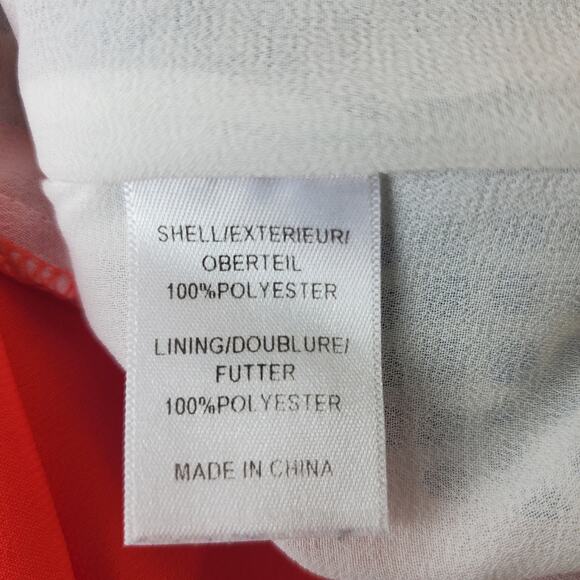 SHELL/EXTERIEUR/
OBERTEIL
100%POLYESTER
LINING/DOUBLURE/
FUTTER
100%POLYESTER
MADE IN CHINA